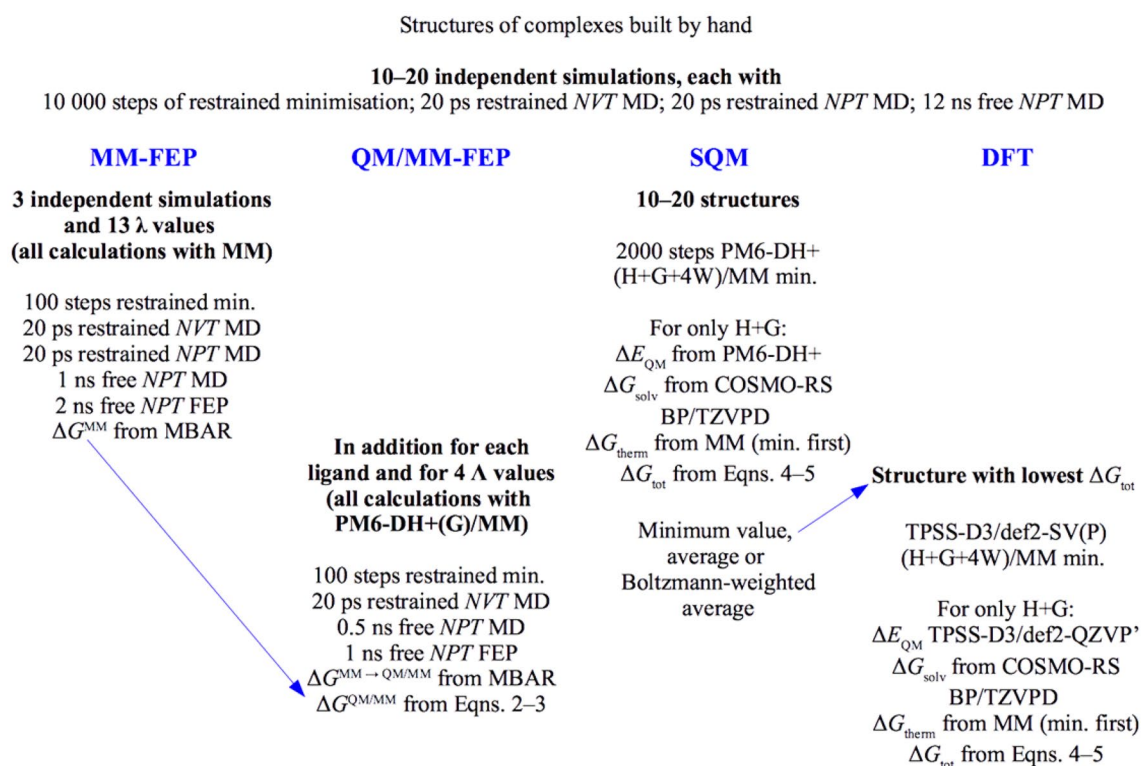 Structures of complexes built by hand
10–20 independent simulations, each with
10 000 steps of restrained minimisation; 20 ps restrained NVT MD; 20 ps restrained NPT MD; 12 ns free NPT MD
MM-FEP
3 independent simulations
and 13 λ values
(all calculations with MM)
100 steps restrained min.
20 ps restrained NVT MD
20 ps restrained NPT MD
1 ns free NPT MD
2 ns free NPT FEP
ΔG^MM from MBAR
QM/MM-FEP
In addition for each
ligand and for 4 Λ values
(all calculations with
PM6-DH+(G)/MM)
100 steps restrained min.
20 ps restrained NVT MD
0.5 ns free NPT MD
1 ns free NPT FEP
ΔG^MM → QM/MM from MBAR
ΔG^QM/MM from Eqns. 2–3
SQM
10–20 structures
2000 steps PM6-DH+
(H+G+4W)/MM min.
For only H+G:
ΔE_QM from PM6-DH+
ΔG_solv from COSMO-RS
BP/TZVPD
ΔG_therm from MM (min. first)
ΔG_tot from Eqns. 4–5
Minimum value,
average or
Boltzmann-weighted
average
DFT
Structure with lowest ΔG_tot
TPSS-D3/def2-SV(P)
(H+G+4W)/MM min.
For only H+G:
ΔE_QM TPSS-D3/def2-QZVP’
ΔG_solv from COSMO-RS
BP/TZVPD
ΔG_therm from MM (min. first)
ΔG_tot from Eqns. 4–5